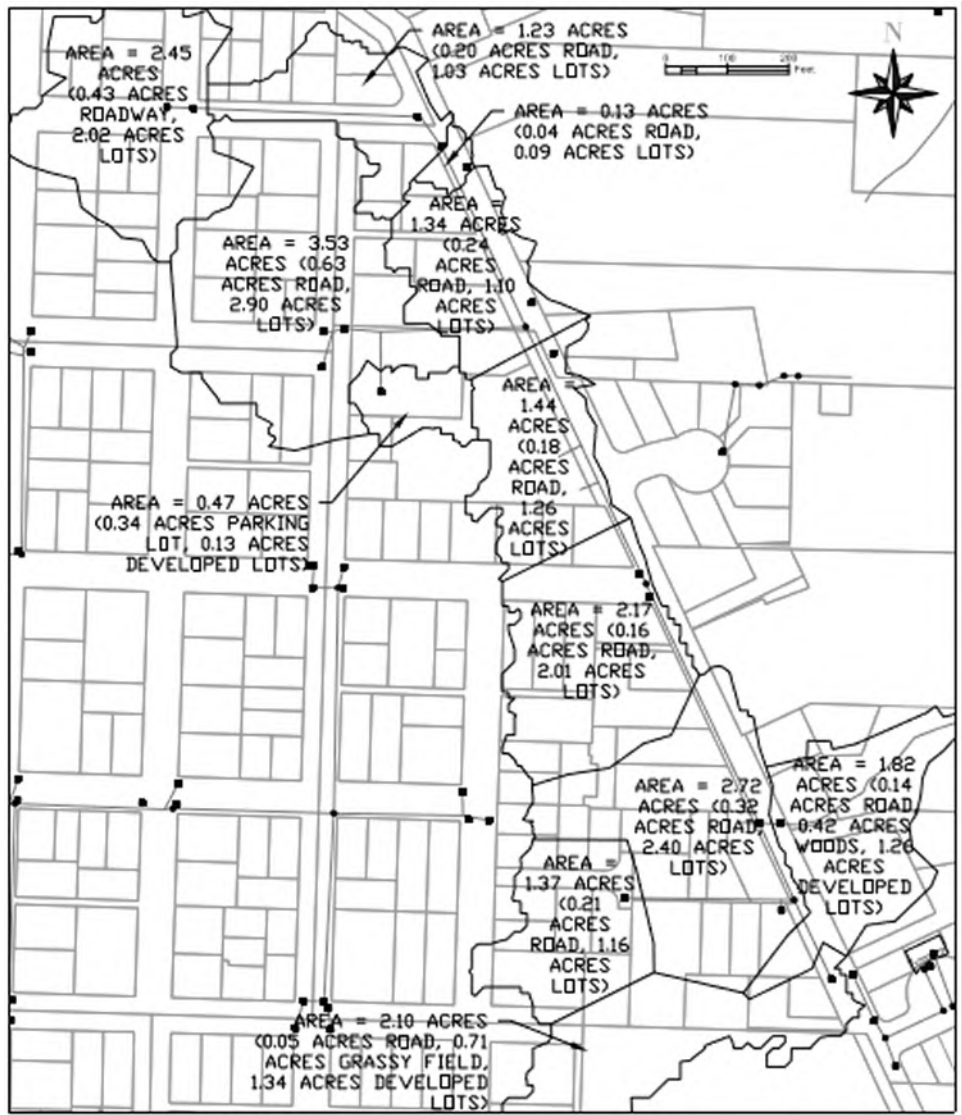 AREA = 2.45
ACRES
(0.43 ACRES
ROADWAY,
2.02 ACRES
LOTS)
AREA = 1.23 ACRES
(0.20 ACRES ROAD,
1.03 ACRES LOTS)
N
0 100 200
Feet
AREA = 0.13 ACRES
(0.04 ACRES ROAD,
0.09 ACRES LOTS)
AREA =
1.34 ACRES
(0.24
ACRES
ROAD, 1.10
ACRES
LOTS)
AREA = 3.53
ACRES (0.63
ACRES ROAD,
2.90 ACRES
LOTS)
AREA =
1.44
ACRES
(0.18
ACRES
ROAD,
1.26
ACRES
LOTS)
AREA = 0.47 ACRES
(0.34 ACRES PARKING
LOT, 0.13 ACRES
DEVELOPED LOTS)
AREA = 2.17
ACRES (0.16
ACRES ROAD,
2.01 ACRES
LOTS)
AREA = 2.72
ACRES (0.32
ACRES ROAD,
2.40 ACRES
LOTS)
AREA = 1.82
ACRES (0.14
ACRES ROAD
0.42 ACRES
WOODS, 1.26
ACRES
DEVELOPED
LOTS)
AREA =
1.37 ACRES
(0.21
ACRES
ROAD, 1.16
ACRES
LOTS)
AREA = 2.10 ACRES
(0.05 ACRES ROAD, 0.71
ACRES GRASSY FIELD,
1.34 ACRES DEVELOPED
LOTS)